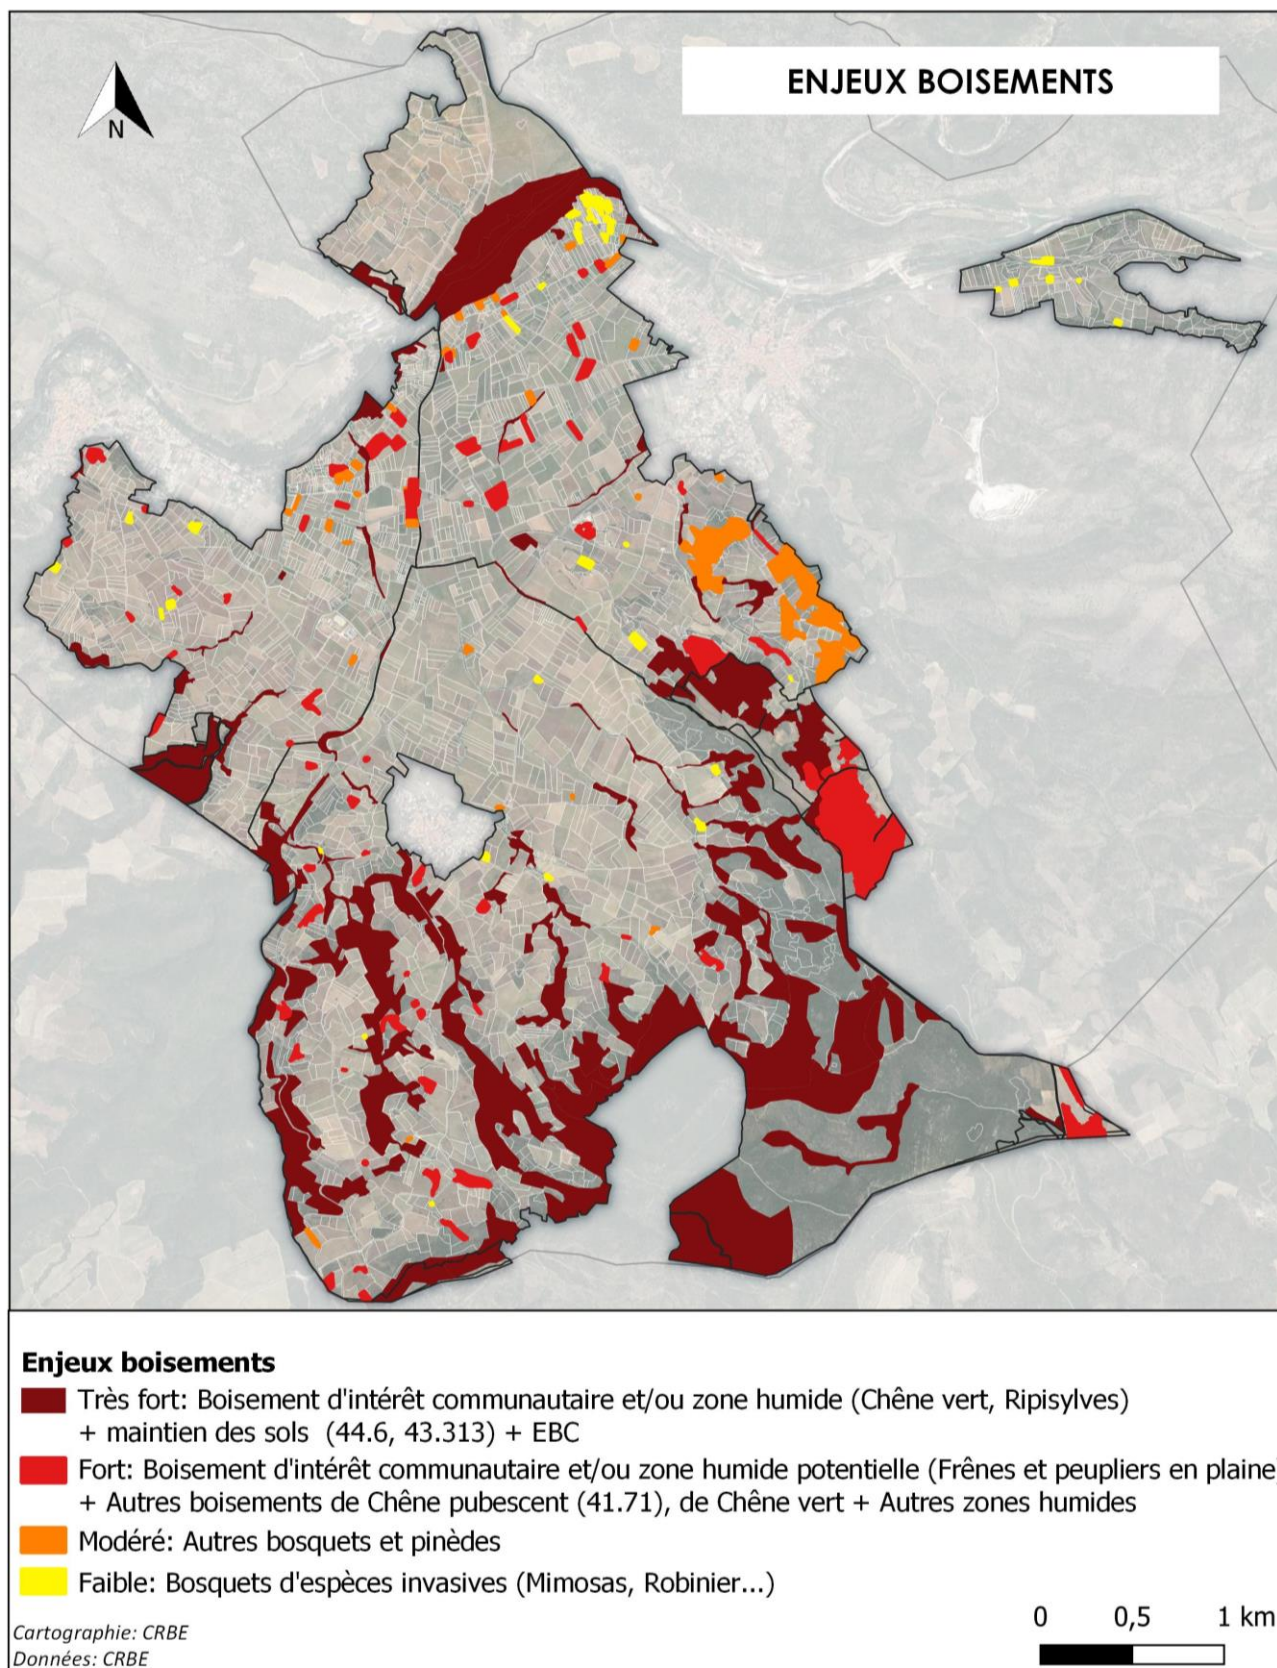 ENJEUX BOISEMENTS
N
Enjeux boisements
Très fort: Boisement d'intérêt communautaire et/ou zone humide (Chêne vert, Ripisylves)
+ maintien des sols (44.6, 43.313) + EBC
Fort: Boisement d'intérêt communautaire et/ou zone humide potentielle (Frênes et peupliers en plaine)
+ Autres boisements de Chêne pubescent (41.71), de Chêne vert + Autres zones humides
Modéré: Autres bosquets et pinèdes
Faible: Bosquets d'espèces invasives (Mimosas, Robinier...)
0 0,5 1 km
Cartographie: CRBE
Données: CRBE